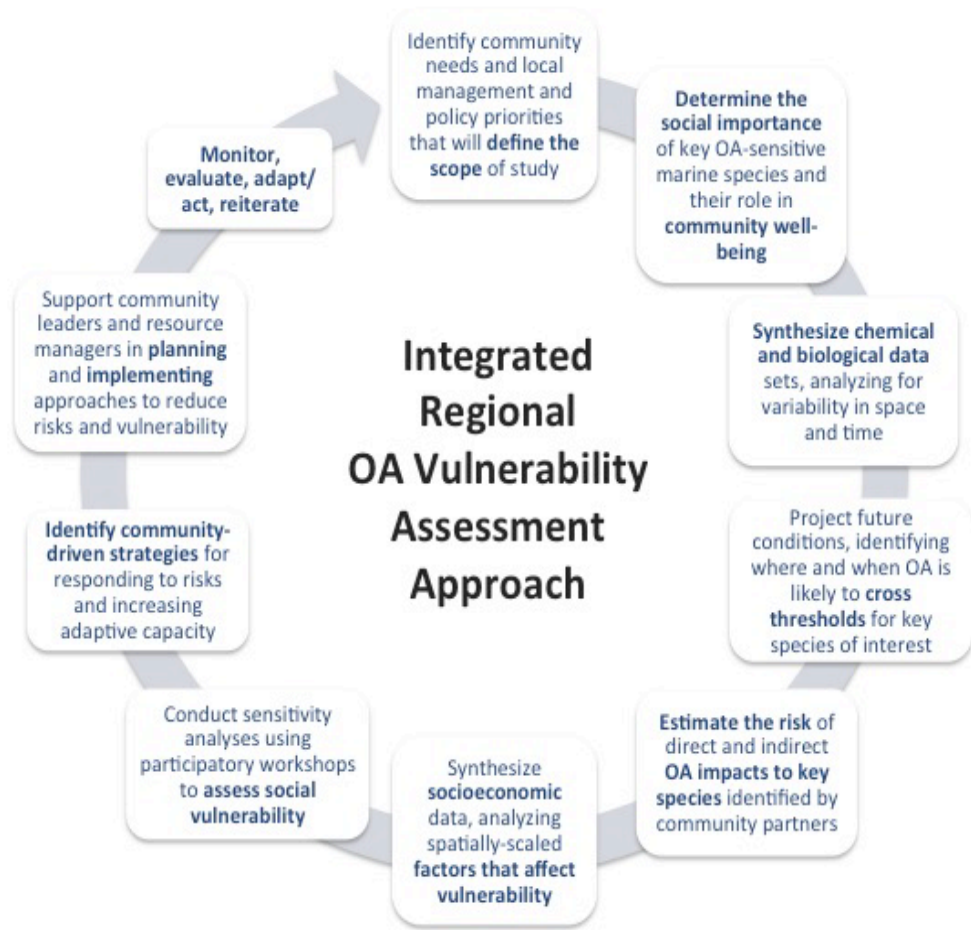 Identify community
needs and local
management and
policy priorities
that will define the
scope of study
Determine the
social importance
of key OA-sensitive
marine species and
their role in
community well-
being
Synthesize chemical
and biological data
sets, analyzing for
variability in space
and time
Project future
conditions, identifying
where and when OA is
likely to cross
thresholds for key
species of interest
Estimate the risk of
direct and indirect
OA impacts to key
species identified by
community partners
Synthesize
socioeconomic
data, analyzing
spatially-scaled
factors that affect
vulnerability
Conduct sensitivity
analyses using
participatory workshops
to assess social
vulnerability
Identify community-
driven strategies for
responding to risks
and increasing
adaptive capacity
Support community
leaders and resource
managers in planning
and implementing
approaches to reduce
risks and vulnerability
Monitor,
evaluate, adapt/
act, reiterate
Integrated
Regional
OA Vulnerability
Assessment
Approach